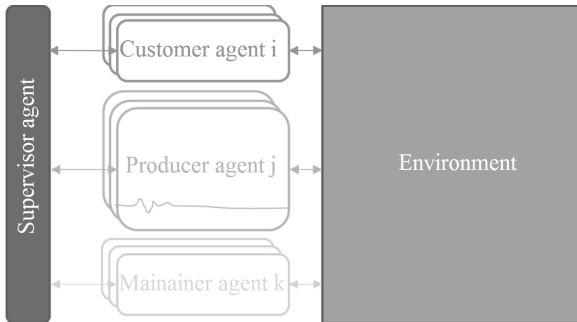 Supervisor agent
Customer agent i
Producer agent j
Environment
Mainainer agent k